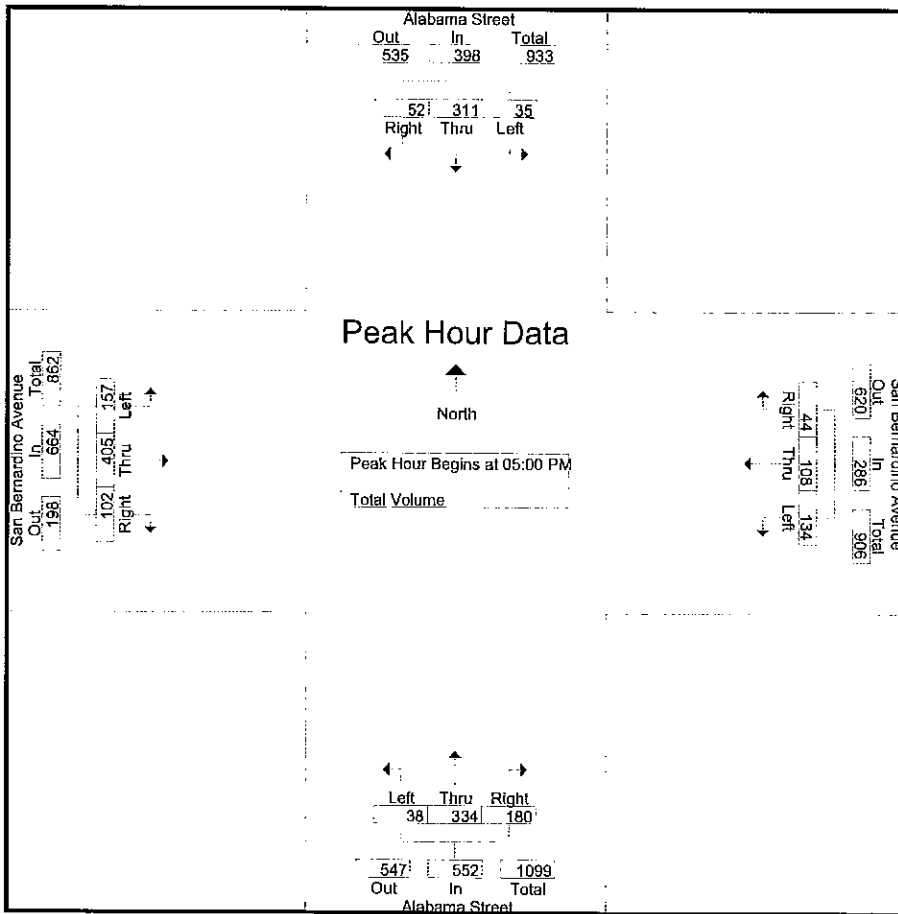 Alabama Street
Out In Total
535 398 933
52 311 35
Right Thru Left
Peak Hour Data
North
Peak Hour Begins at 05:00 PM
Total Volume
San Bernardino Avenue
Out In Total
198 664 862
102 405 157
Right Thru Left
Right Thru Left
44 108 134
620 286 906
Out In Total
San Bernardino Avenue
Left Thru Right
38 334 180
547 552 1099
Out In Total
Alabama Street